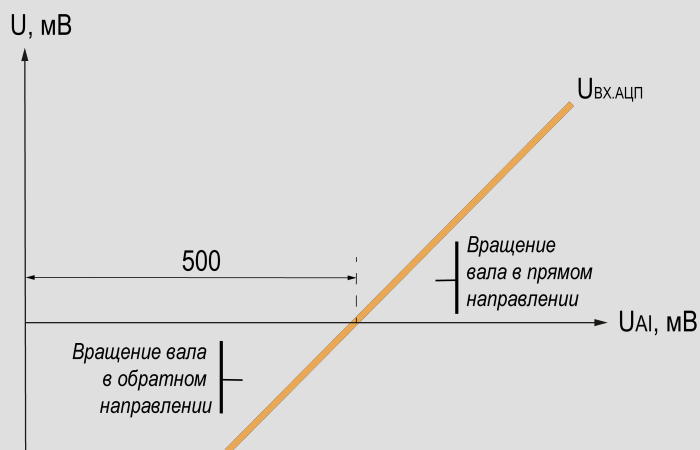 U, мВ
UВХ.АЦП
Вращение
вала в прямом
направлении
500
UAI, мВ
Вращение вала
в обратном
направлении